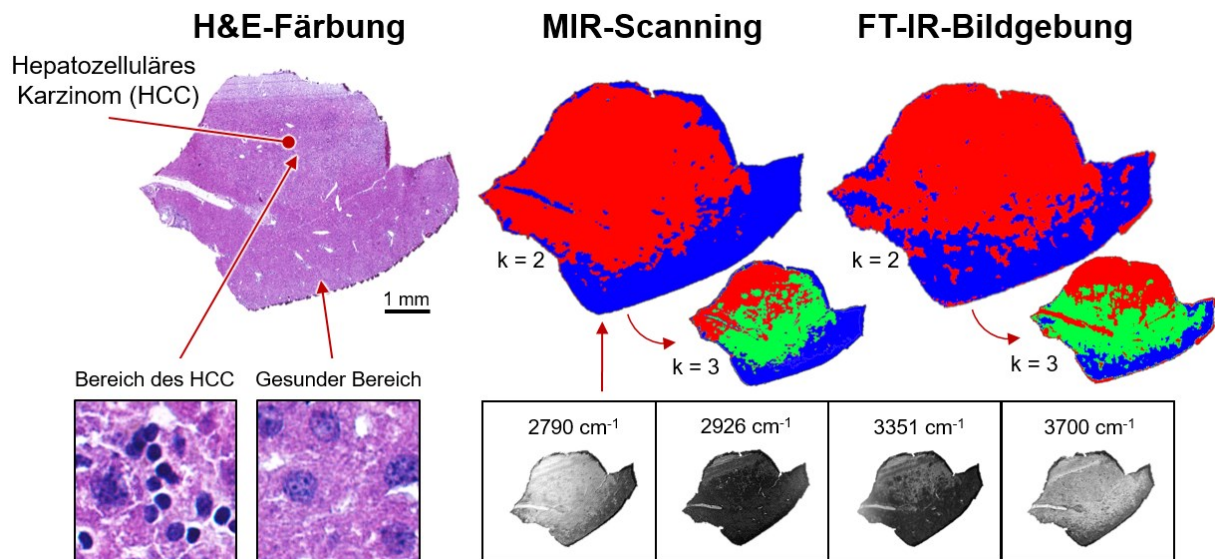 H&E-Färbung
MIR-Scanning
FT-IR-Bildgebung
Hepatozelluläres
Karzinom (HCC)
1 mm
k = 2
k = 3
k = 2
k = 3
Bereich des HCC
Gesunder Bereich
2790 cm⁻¹
2926 cm⁻¹
3351 cm⁻¹
3700 cm⁻¹